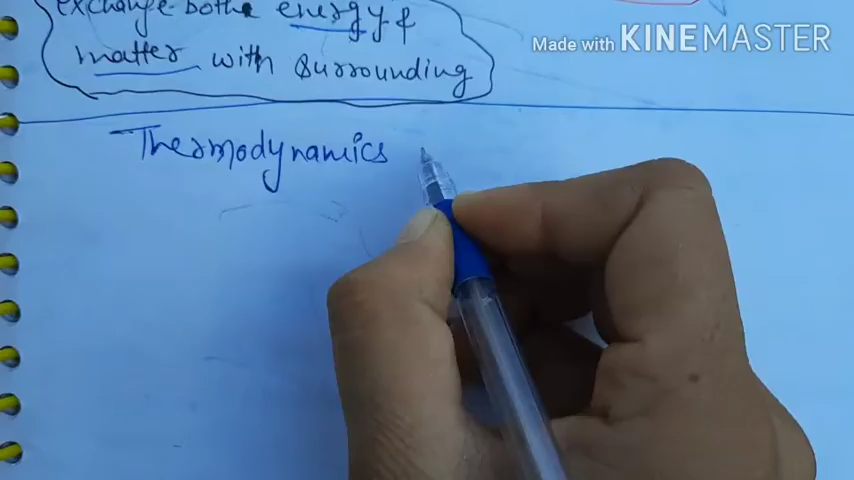 exchange both energy &
matter with surrounding
Made with KINEMASTER
Thermodynamics